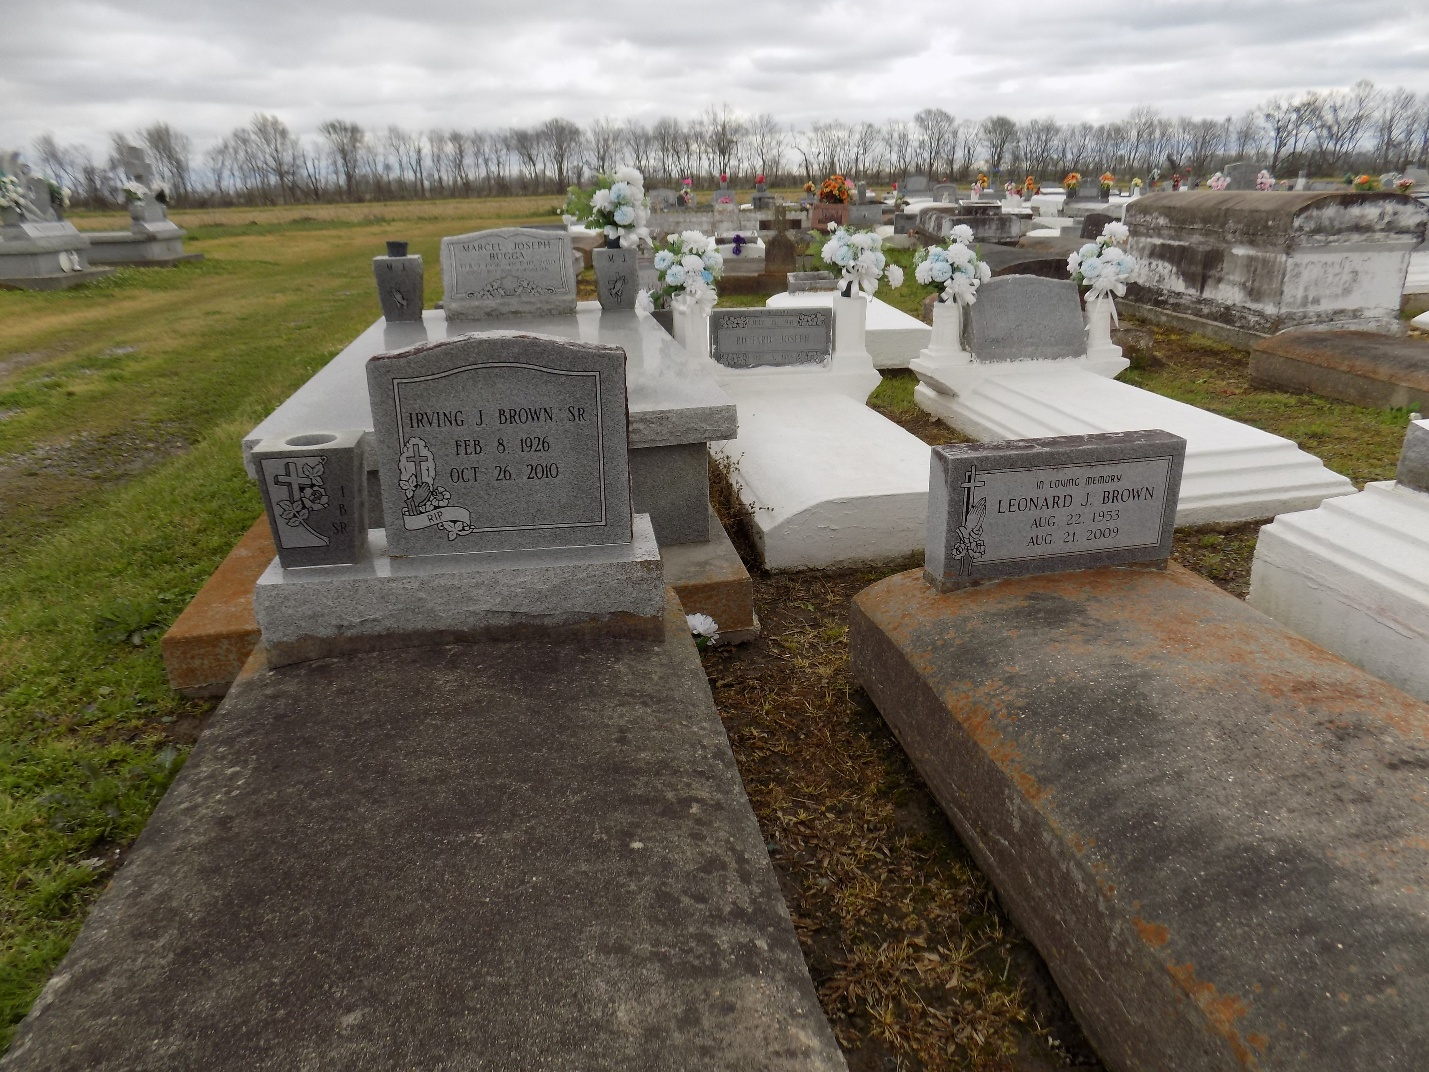 MARCEL JOSEPH
BUGGA
M J
M J
RICHARD JOSEPH
IRVING J. BROWN, SR
FEB 8, 1926
OCT 26, 2010
RIP
I
B
SR
IN LOVING MEMORY
LEONARD J. BROWN
AUG 22, 1953
AUG 21, 2009